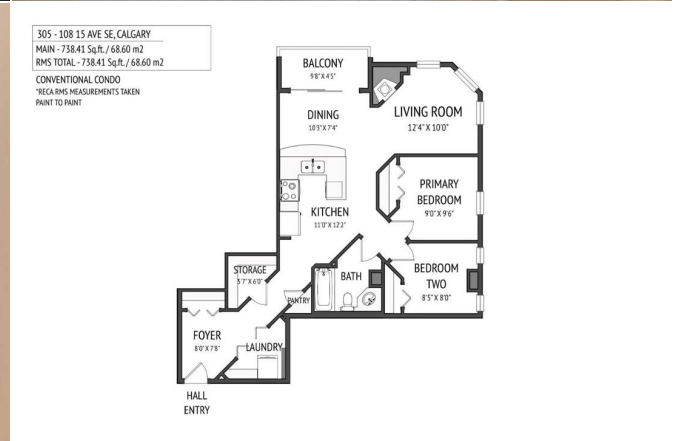 305 - 108 15 AVE SE, CALGARY
MAIN - 738.41 Sq.ft./ 68.60 m2
RMS TOTAL - 738.41 Sq.ft./ 68.60 m2
CONVENTIONAL CONDO
*RECA RMS MEASUREMENTS TAKEN
PAINT TO PAINT
BALCONY
9'8" X 4'5"
DINING
10'3" X 7'4"
LIVING ROOM
12'4" X 10'0"
PRIMARY
BEDROOM
9'0" X 9'6"
KITCHEN
11'0" X 12'2"
STORAGE
5'7" X 6'0"
BATH
BEDROOM
TWO
8'5" X 8'0"
PANTRY
FOYER
8'0" X 7'8"
LAUNDRY
HALL
ENTRY